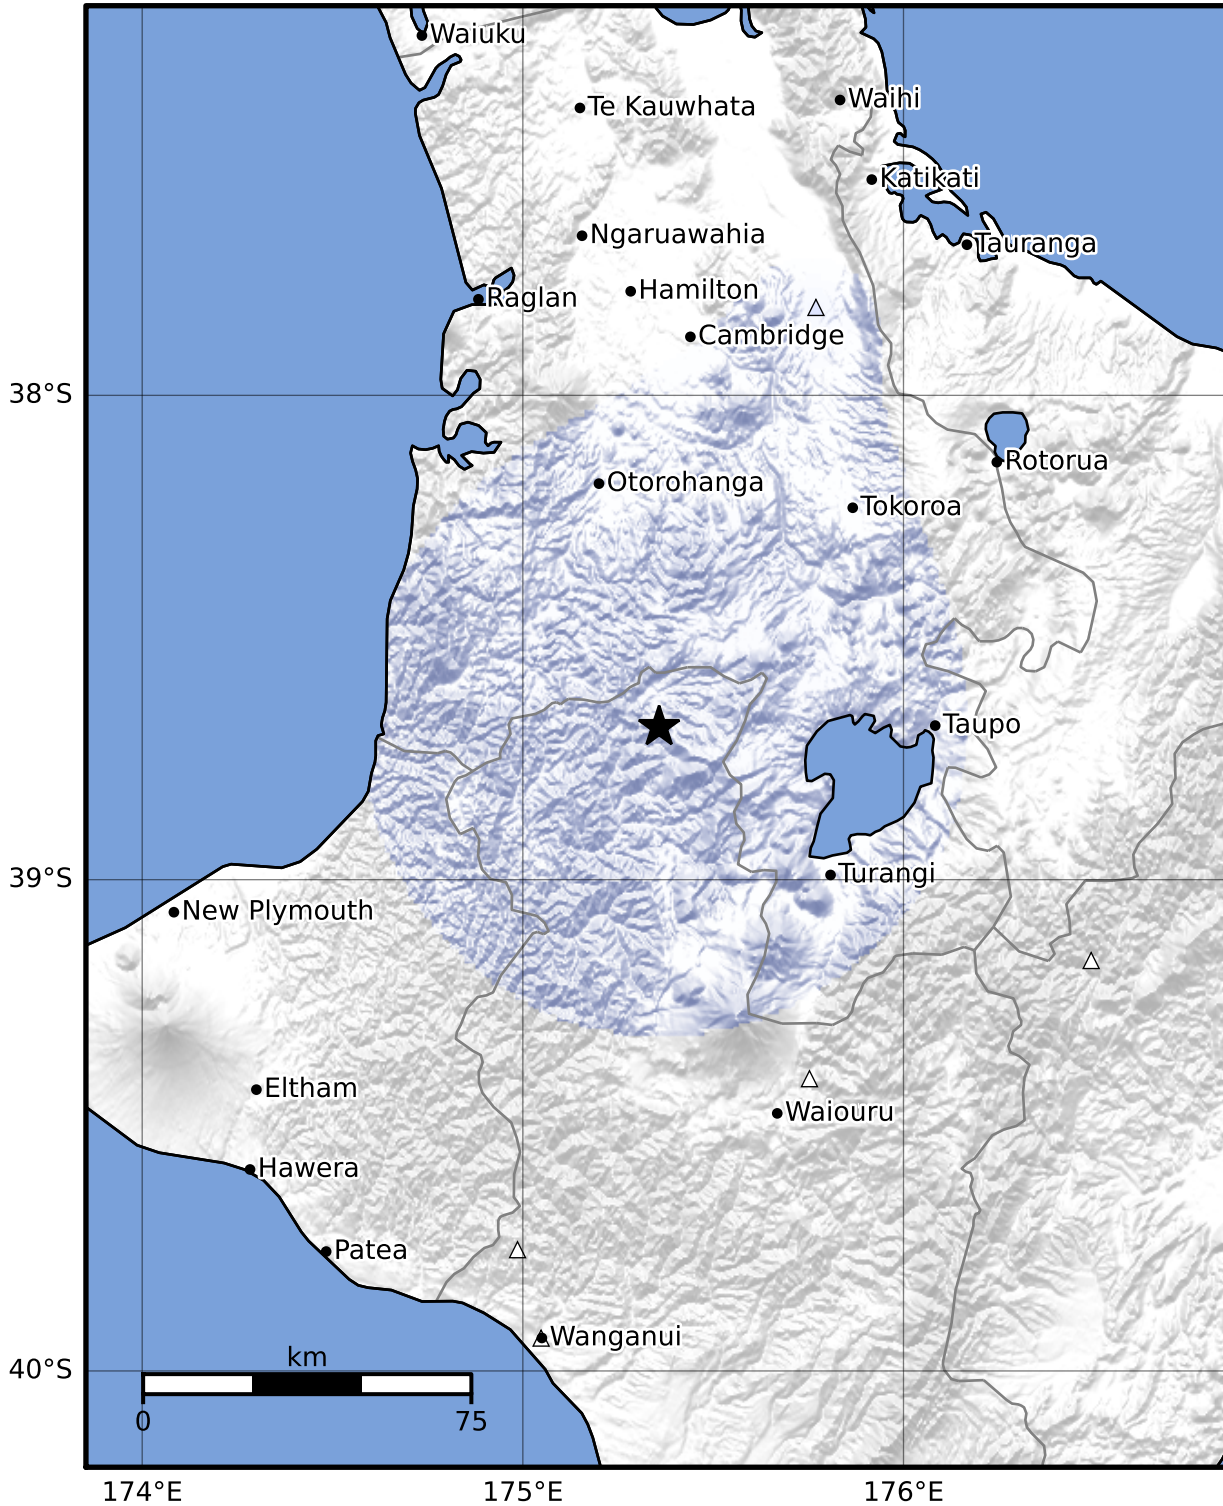 Waiuku
Te Kauwhata
Waihi
Katikati
Ngaruawahia
Tauranga
Hamilton
Raglan
Cambridge
38°S
Rotorua
Otorohanga
Tokoroa
Taupo
39°S
Turangi
New Plymouth
Eltham
Waiouru
Hawera
Patea
Wanganui
km
40°S
0 75
174°E 175°E 176°E